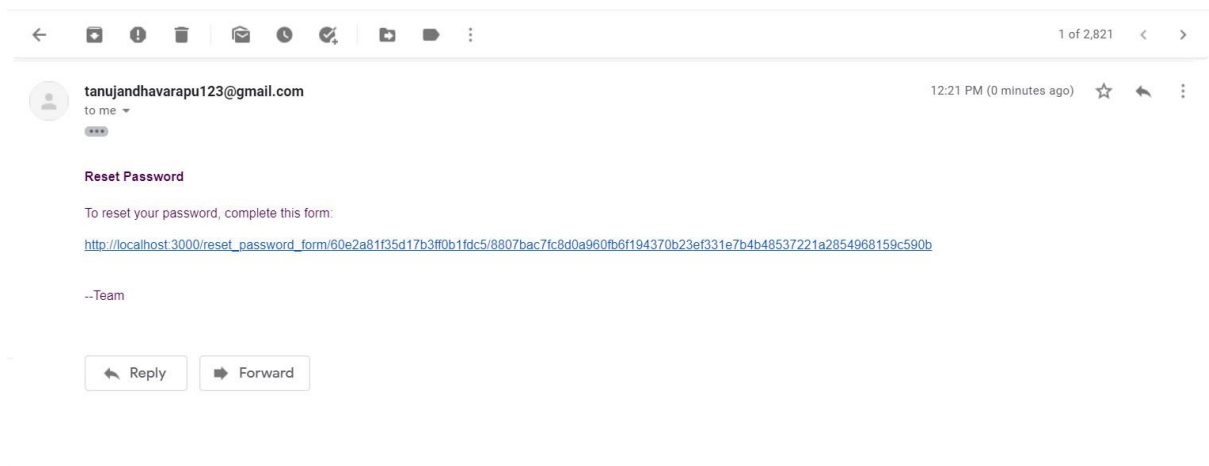 1 of 2,821
tanujandhavarapu123@gmail.com
12:21 PM (0 minutes ago)
to me
Reset Password
To reset your password, complete this form:
http://localhost:3000/reset_password_form/60e2a81f35d17b3ff0b1fdc5/8807bac7fc8d0a960fb6f194370b23ef331e7b4b48537221a2854968159c590b
--Team
Reply
Forward